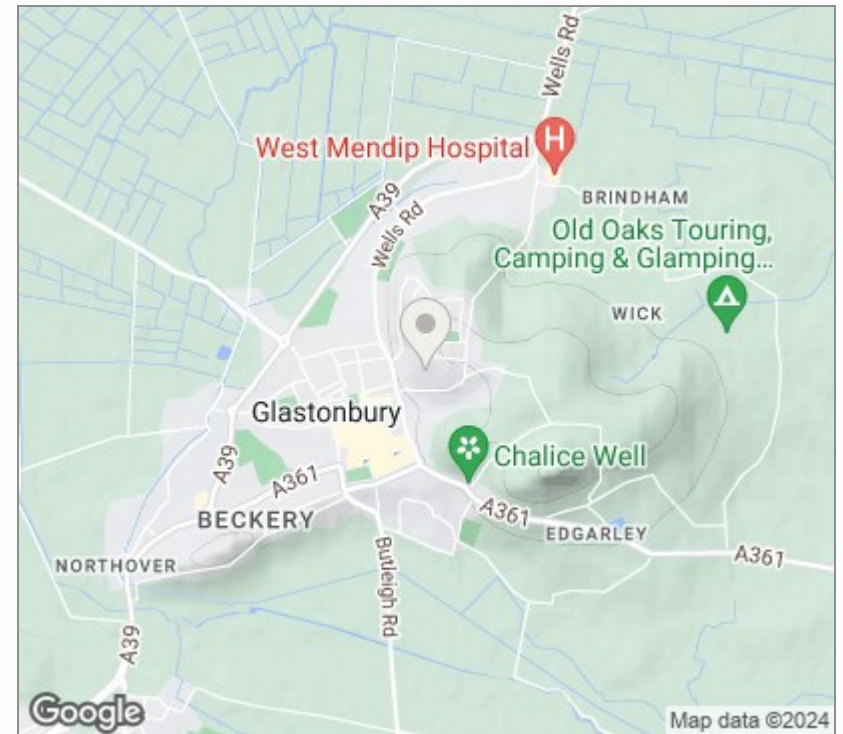 Wells Rd
West Mendip Hospital
H
A39
BRINDHAM
Wells Rd
Old Oaks Touring,
Camping & Glamping...
WICK
Glastonbury
Chalice Well
A39
A361
BECKERY
A361
EDGARLEY
A361
NORTHOVER
Butleigh Rd
A39
Google
Map data ©2024